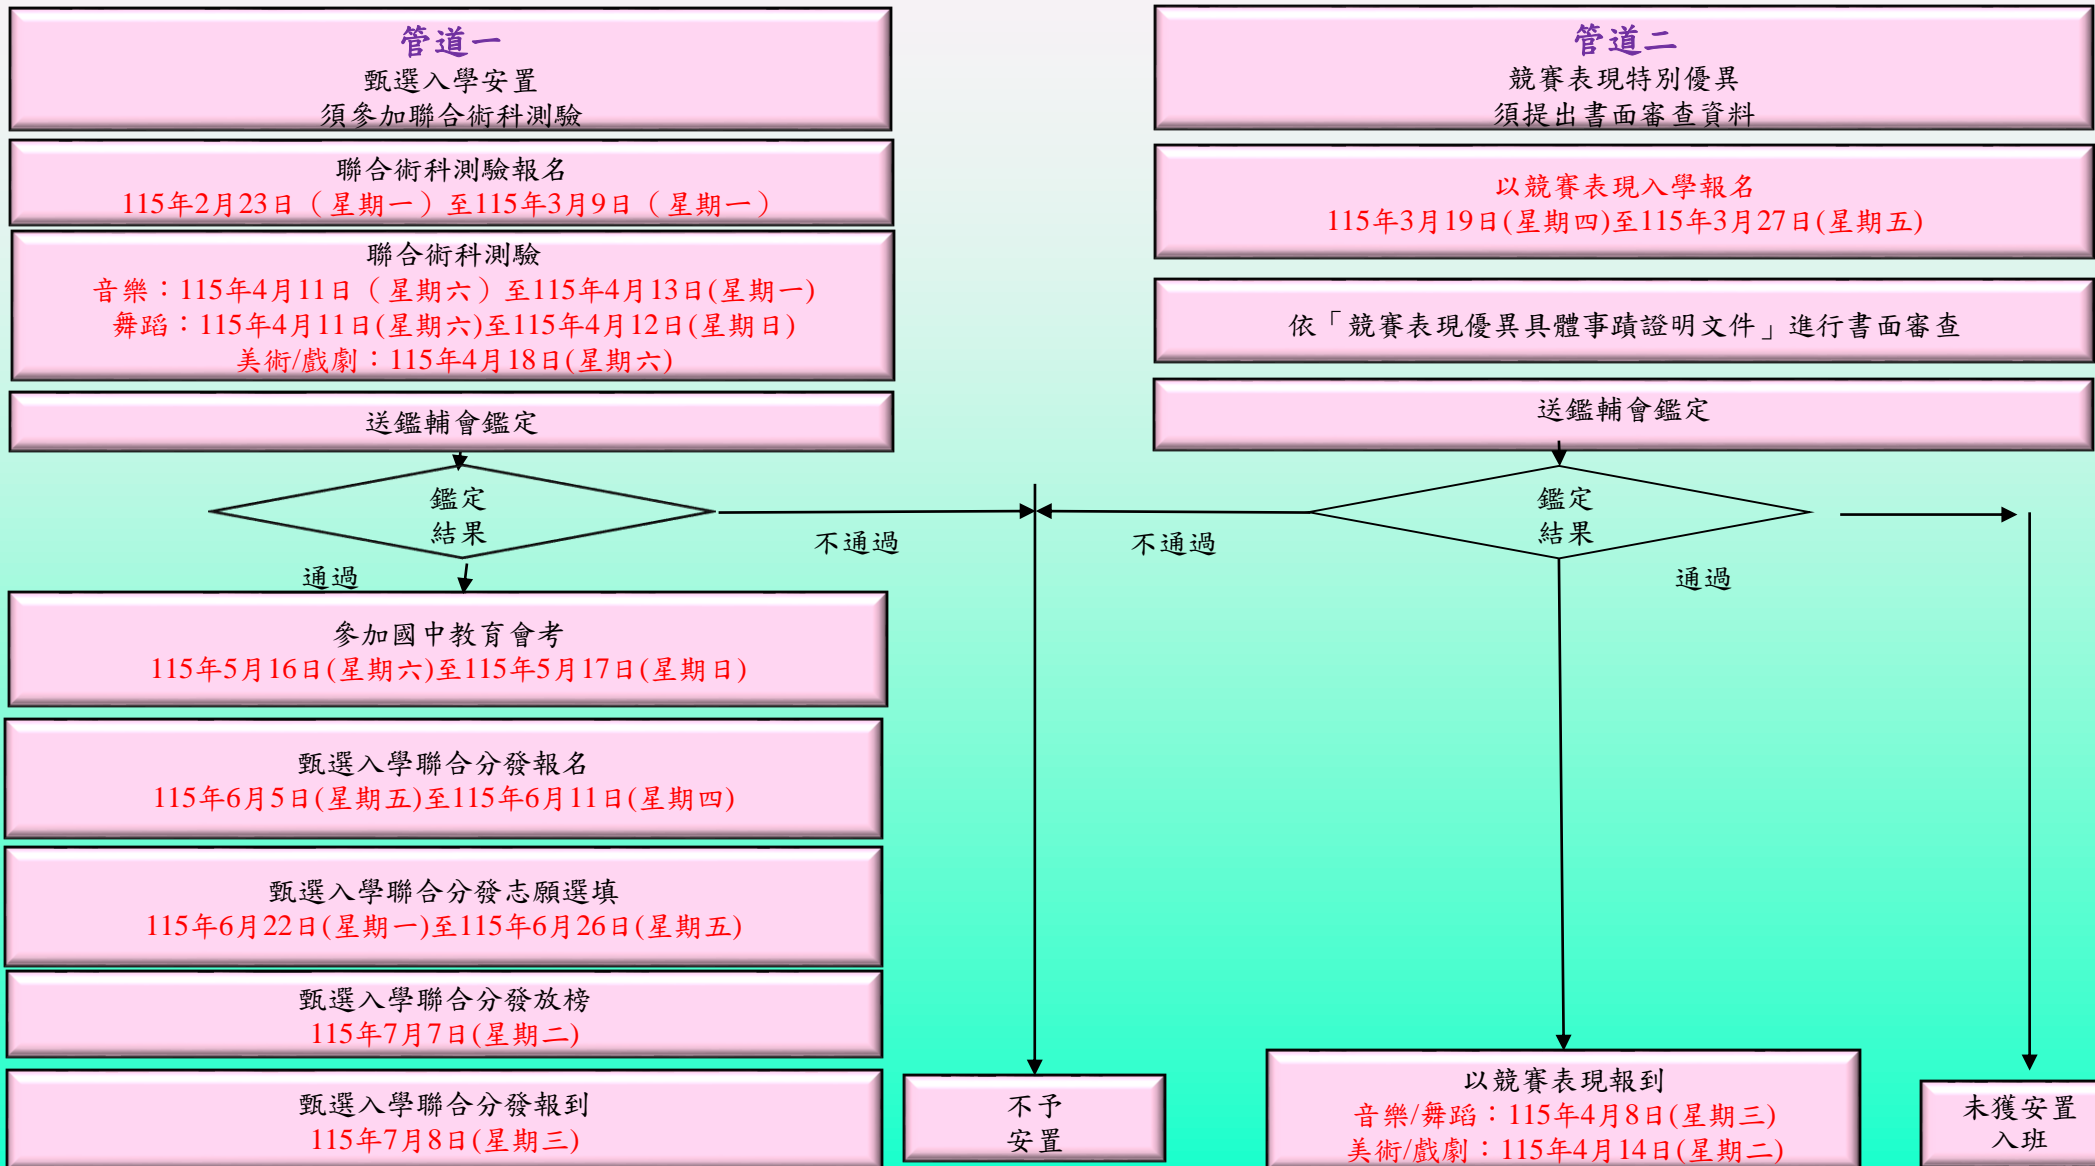 管道一
甄選入學安置
須參加聯合術科測驗
聯合術科測驗報名
115年2月23日（星期一）至115年3月9日（星期一）
聯合術科測驗
音樂：115年4月11日（星期六）至115年4月13日(星期一)
舞蹈：115年4月11日(星期六)至115年4月12日(星期日)
美術/戲劇：115年4月18日(星期六)
送鑑輔會鑑定
鑑定
結果
不通過
通過
參加國中教育會考
115年5月16日(星期六)至115年5月17日(星期日)
甄選入學聯合分發報名
115年6月5日(星期五)至115年6月11日(星期四)
甄選入學聯合分發志願選填
115年6月22日(星期一)至115年6月26日(星期五)
甄選入學聯合分發放榜
115年7月7日(星期二)
甄選入學聯合分發報到
115年7月8日(星期三)
不予
安置
管道二
競賽表現特別優異
須提出書面審查資料
以競賽表現入學報名
115年3月19日(星期四)至115年3月27日(星期五)
依「競賽表現優異具體事蹟證明文件」進行書面審查
送鑑輔會鑑定
鑑定
結果
不通過
通過
以競賽表現報到
音樂/舞蹈：115年4月8日(星期三)
美術/戲劇：115年4月14日(星期二)
未獲安置
入班